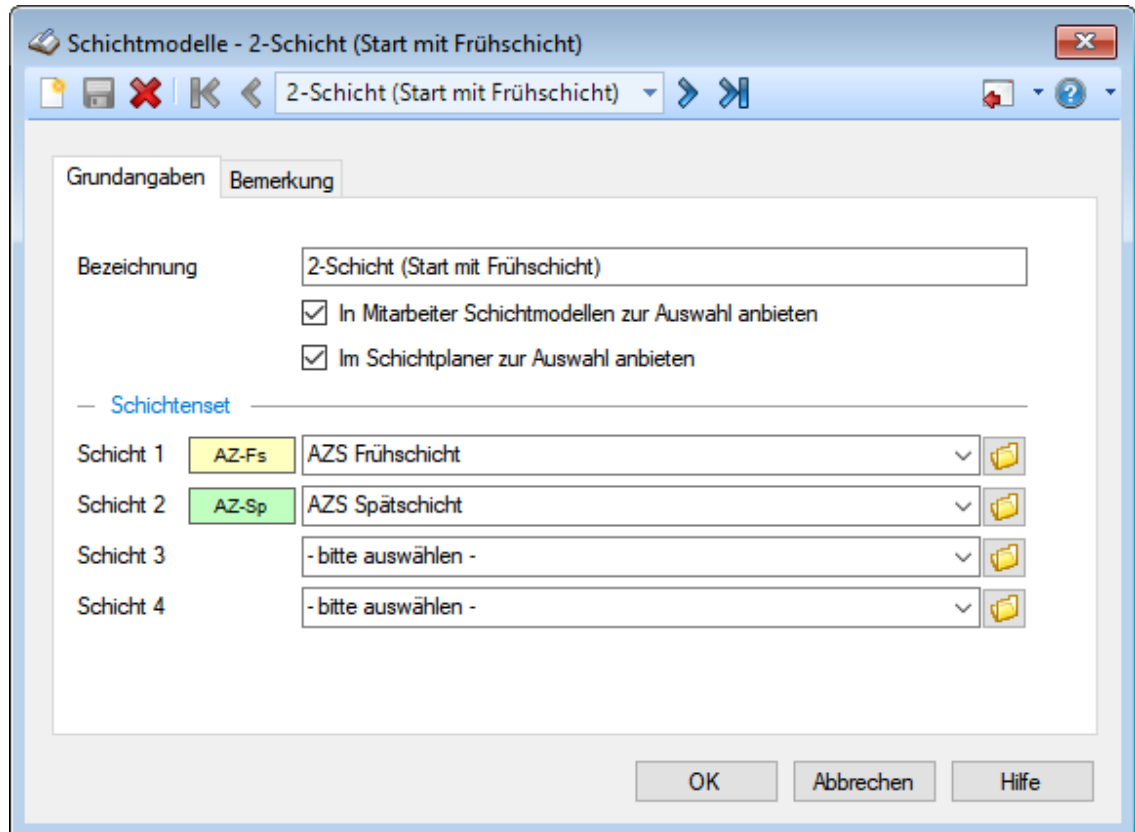 Schichtmodelle - 2-Schicht (Start mit Frühschicht)
2-Schicht (Start mit Frühschicht)
Grundangaben Bemerkung
Bezeichnung 2-Schicht (Start mit Frühschicht)
In Mitarbeiter Schichtmodellen zur Auswahl anbieten
Im Schichtplaner zur Auswahl anbieten
Schichtenset
Schicht 1 AZ-Fs AZS Frühschicht
Schicht 2 AZ-Sp AZS Spätschicht
Schicht 3 - bitte auswählen -
Schicht 4 - bitte auswählen -
OK Abbrechen Hilfe